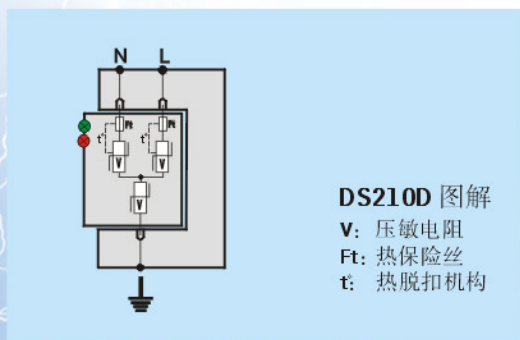 N L
Ft Ft
t° t°
V V
V
DS210D 图解
V: 压敏电阻
Ft: 热保险丝
t°: 热脱扣机构